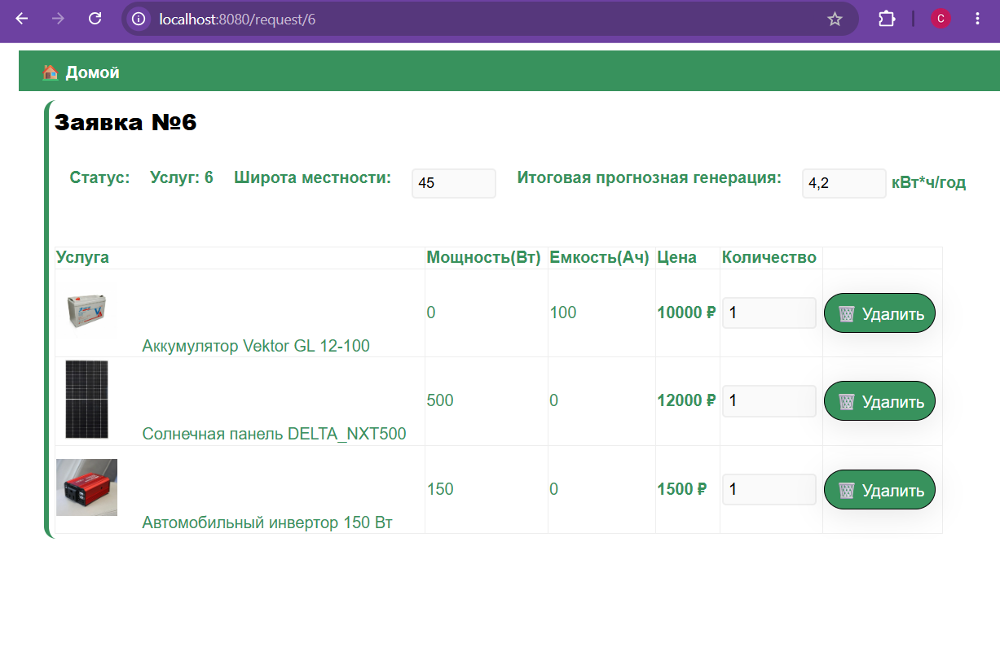 localhost:8080/request/6
C
Домой
Заявка №6
Статус: Услуг: 6 Широта местности: 45 Итоговая прогнозная генерация: 4,2 кВт*ч/год
Услуга Мощность(Вт) Емкость(Ач) Цена Количество
Аккумулятор Vektor GL 12-100 0 100 10000 ₽ 1 Удалить
Солнечная панель DELTA_NXT500 500 0 12000 ₽ 1 Удалить
Автомобильный инвертор 150 Вт 150 0 1500 ₽ 1 Удалить